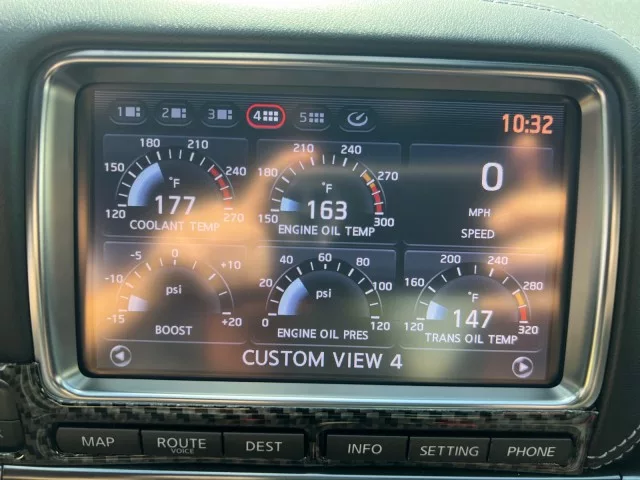 1 2 3 4 5 10:32
180 210
150 240
120 270
°F
177
COOLANT TEMP
210 240
180 270
150 300
°F
163
ENGINE OIL TEMP
0
MPH
SPEED
-5 0
-10 +10
-15 +20
psi
BOOST
40 60 80
20 100
0 120
psi
ENGINE OIL PRES
200 240
160 280
120 320
°F
147
TRANS OIL TEMP
CUSTOM VIEW 4
MAP
ROUTE
VOICE
DEST
INFO
SETTING
PHONE